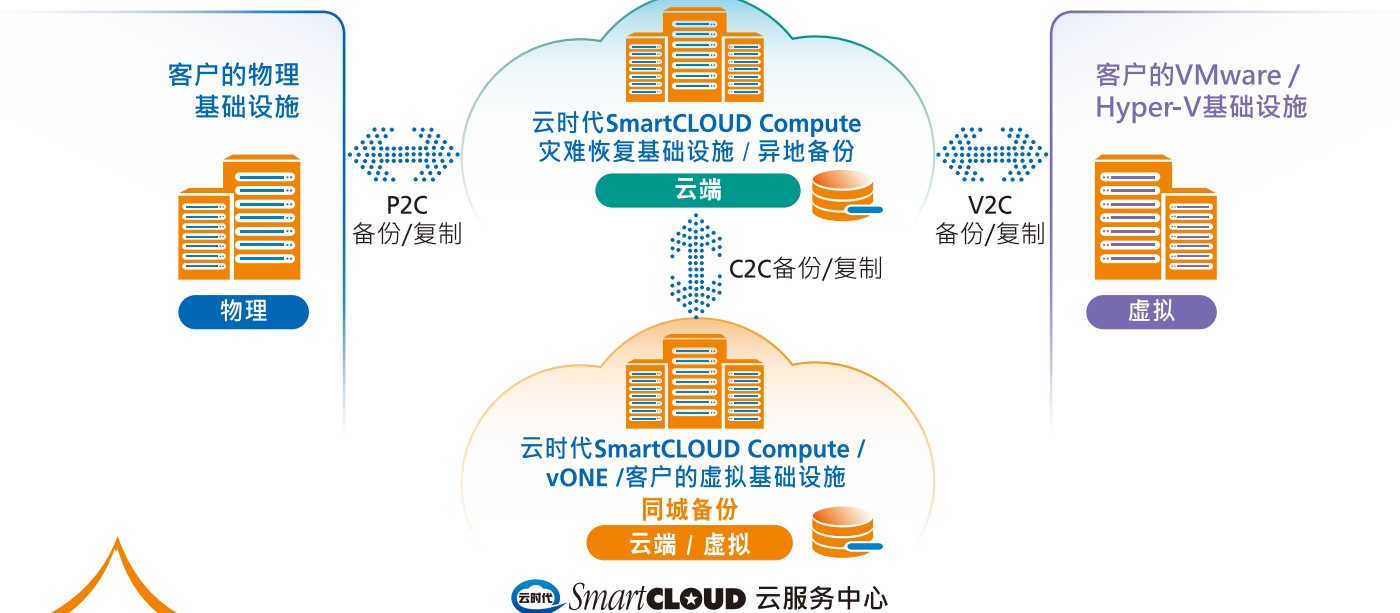 客户的物理
基础设施
物理
P2C
备份/复制
云时代SmartCLOUD Compute
灾难恢复基础设施 / 异地备份
云端
C2C备份/复制
V2C
备份/复制
客户的VMware /
Hyper-V基础设施
虚拟
云时代SmartCLOUD Compute /
vONE /客户的虚拟基础设施
同城备份
云端 / 虚拟
云时代 SmartCLOUD 云服务中心